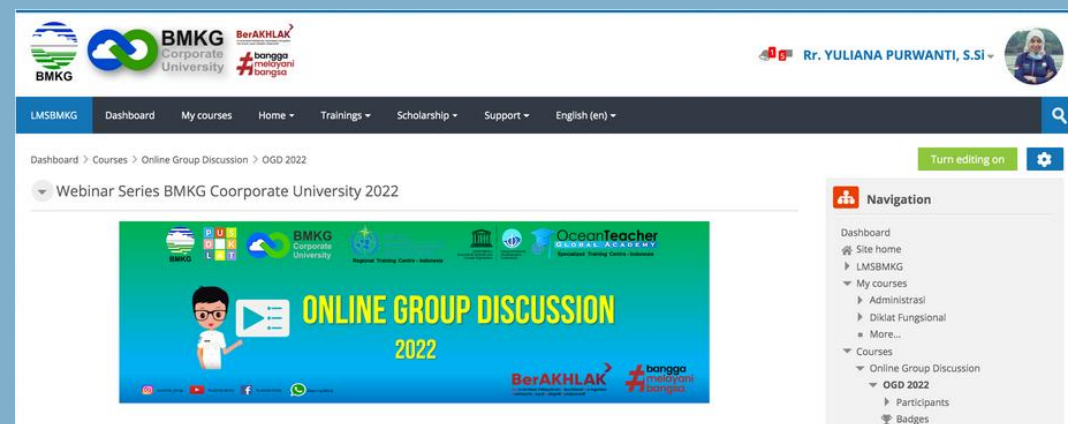 BMKG
BMKG
Corporate
University
BerAKHLAK
#bangga
melayani
bangsa
1
5
Rr. YULIANA PURWANTI, S.Si
LMSBMKG
Dashboard
My courses
Home
Trainings
Scholarship
Support
English (en)
Dashboard > Courses > Online Group Discussion > OGD 2022
Turn editing on
Webinar Series BMKG Coorporate University 2022
BMKG
PUS
D K
LAT
BMKG
Corporate
University
Regional Training Centre - Indonesia
OceanTeacher
GLOBAL ACADEMY
Specialized Training Centre - Indonesia
ONLINE GROUP DISCUSSION
2022
BerAKHLAK
#bangga
melayani
bangsa
Navigation
Dashboard
Site home
LMSBMKG
My courses
Administrasi
Diklat Fungsional
More...
Courses
Online Group Discussion
OGD 2022
Participants
Badges